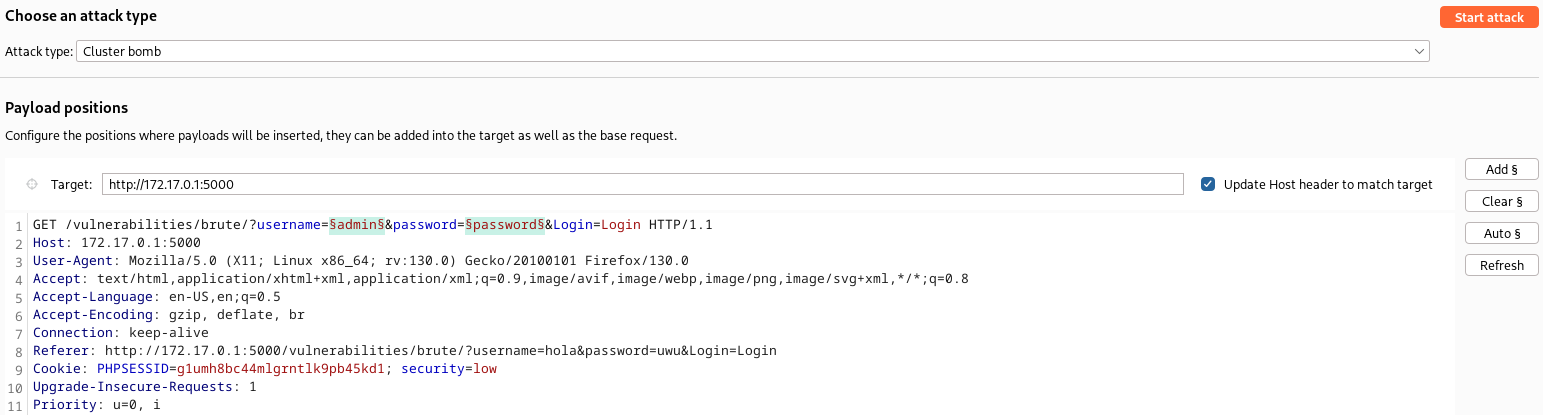 Choose an attack type
Start attack
Attack type: Cluster bomb
Payload positions
Configure the positions where payloads will be inserted, they can be added into the target as well as the base request.
Target: http://172.17.0.1:5000
Update Host header to match target
Add §
Clear §
Auto §
Refresh
1 GET /vulnerabilities/brute/?username=§admin§&password=§password§&Login=Login HTTP/1.1
2 Host: 172.17.0.1:5000
3 User-Agent: Mozilla/5.0 (X11; Linux x86_64; rv:130.0) Gecko/20100101 Firefox/130.0
4 Accept: text/html,application/xhtml+xml,application/xml;q=0.9,image/avif,image/webp,image/png,image/svg+xml,*/*;q=0.8
5 Accept-Language: en-US,en;q=0.5
6 Accept-Encoding: gzip, deflate, br
7 Connection: keep-alive
8 Referer: http://172.17.0.1:5000/vulnerabilities/brute/?username=hola&password=uwu&Login=Login
9 Cookie: PHPSESSID=g1umh8bc44mlgrntlk9pb45kd1; security=low
10 Upgrade-Insecure-Requests: 1
11 Priority: u=0, i